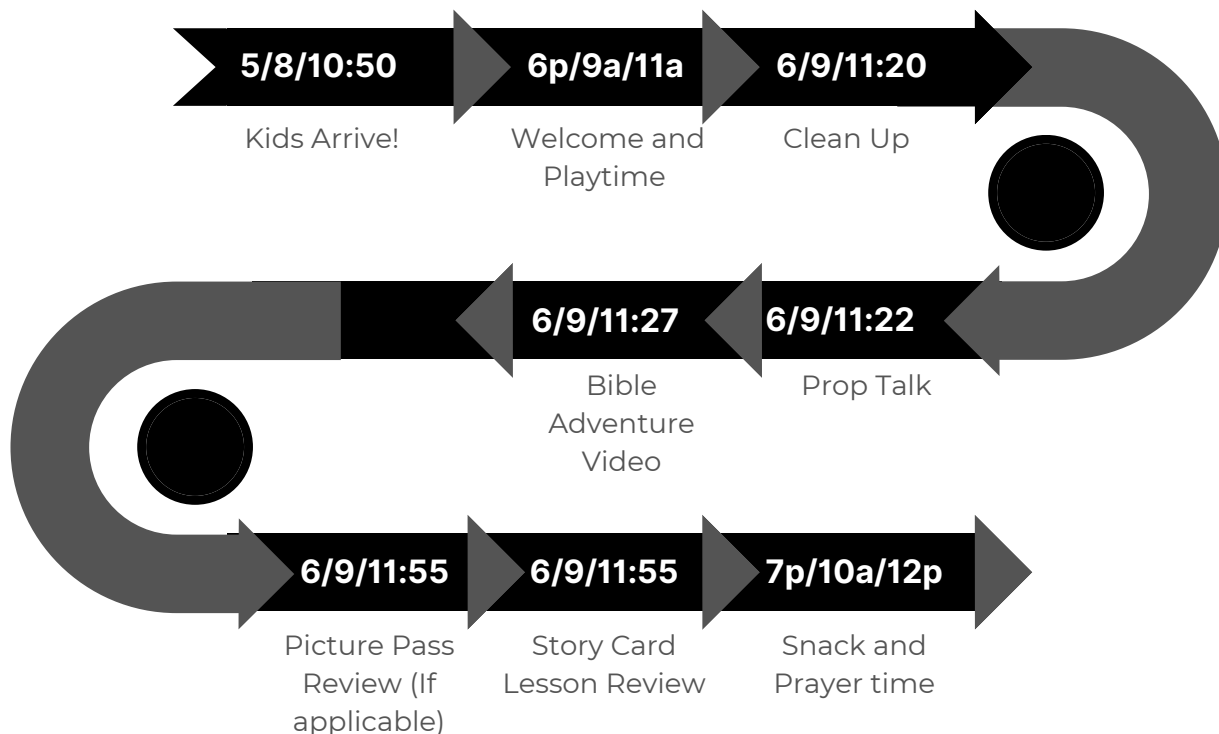 5/8/10:50
6p/9a/11a
6/9/11:20
Kids Arrive!
Welcome and
Playtime
Clean Up
6/9/11:22
6/9/11:27
Prop Talk
Bible
Adventure
Video
6/9/11:55
6/9/11:55
7p/10a/12p
Picture Pass
Review (If
applicable)
Story Card
Lesson Review
Snack and
Prayer time